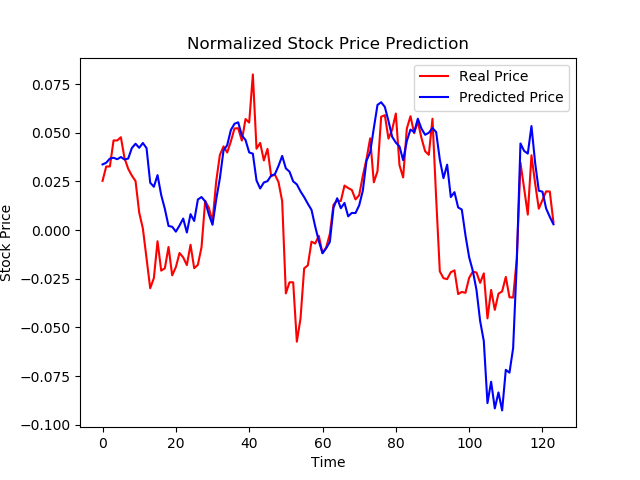 Normalized Stock Price Prediction
Real Price
Predicted Price
0.075
0.050
0.025
0.000
−0.025
−0.050
−0.075
−0.100
Stock Price
0 20 40 60 80 100 120
Time